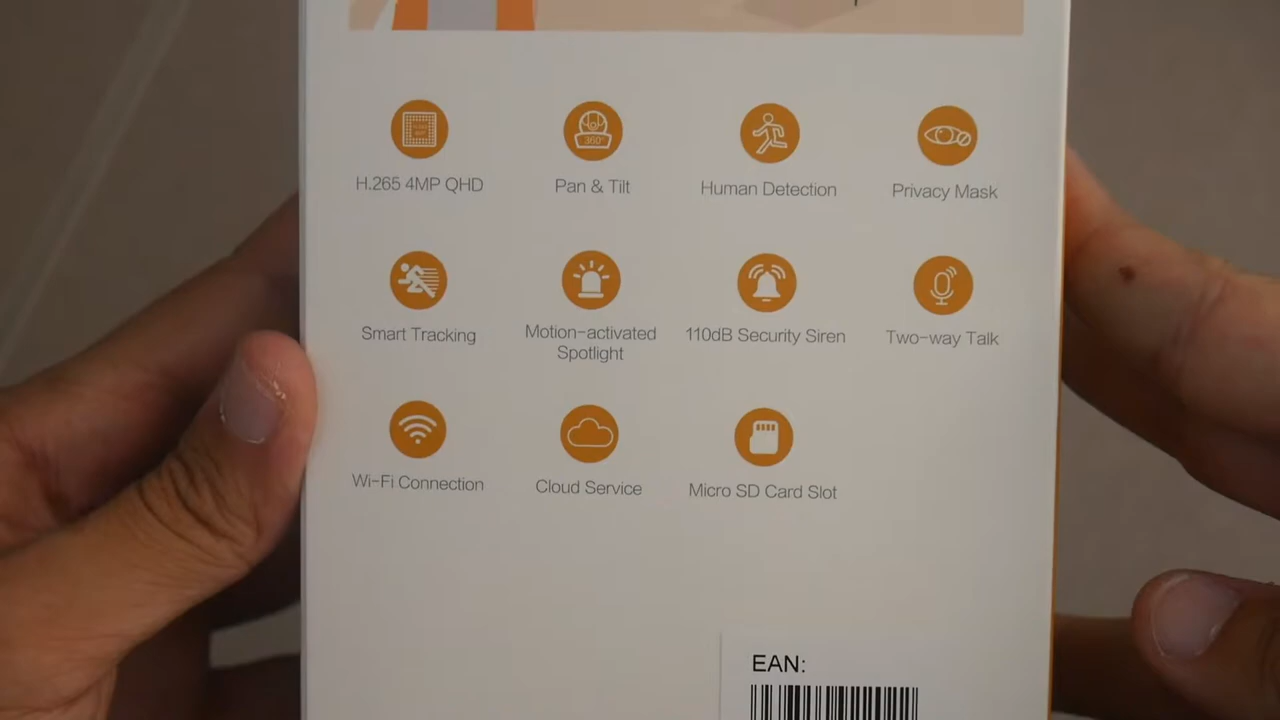 360°
H.265 4MP QHD
Pan & Tilt
Human Detection
Privacy Mask
Smart Tracking
Motion-activated
Spotlight
110dB Security Siren
Two-way Talk
Wi-Fi Connection
Cloud Service
Micro SD Card Slot
EAN: